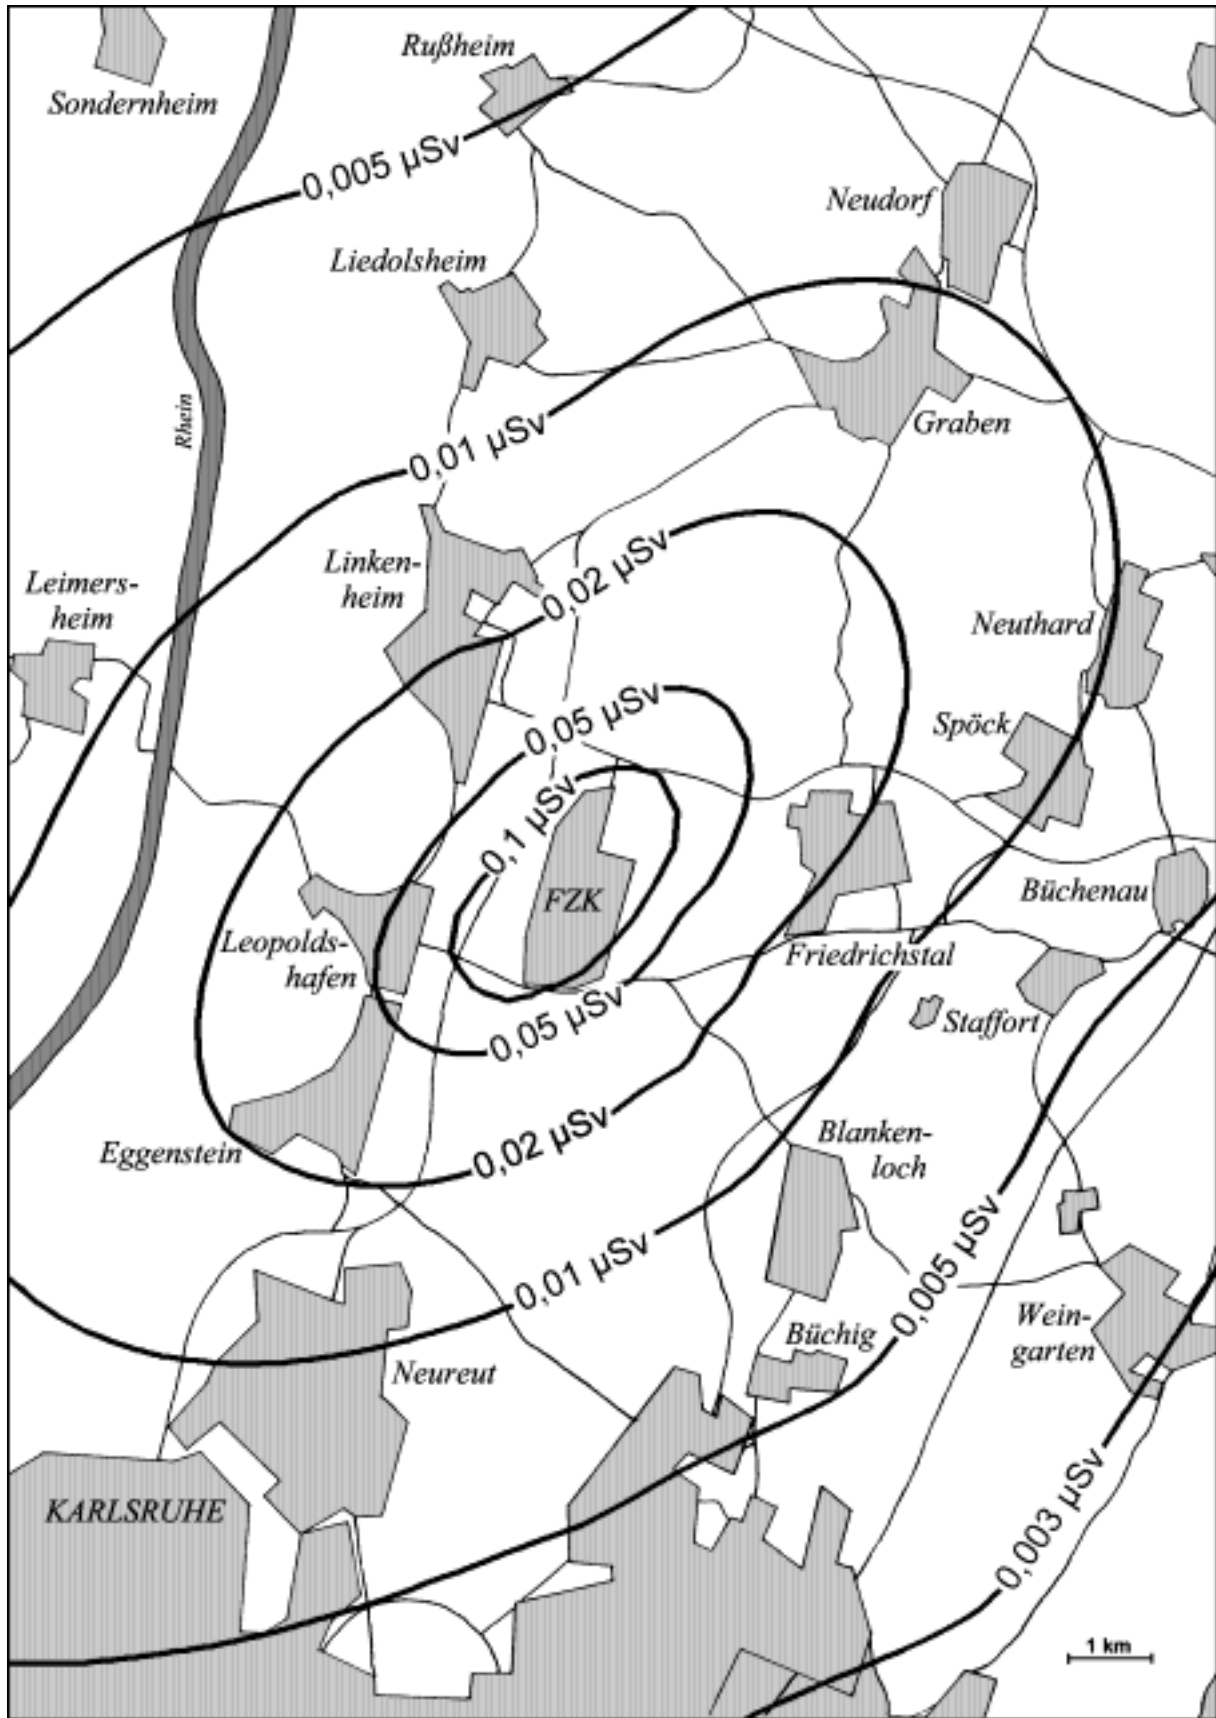 Rußheim
Sondernheim
0,005 µSv
Neudorf
Liedolsheim
Rhein
Graben
0,01 µSv
Linken-
heim
0,02 µSv
Leimers-
heim
Neuthard
0,05 µSv
Spöck
0,1 µSv
FZK
Büchenau
Leopolds-
hafen
Friedrichstal
Staffort
0,05 µSv
Eggenstein
0,02 µSv
Blanken-
loch
0,01 µSv
0,005 µSv
Büchig
Wein-
garten
Neureut
KARLSRUHE
0,003 µSv
1 km